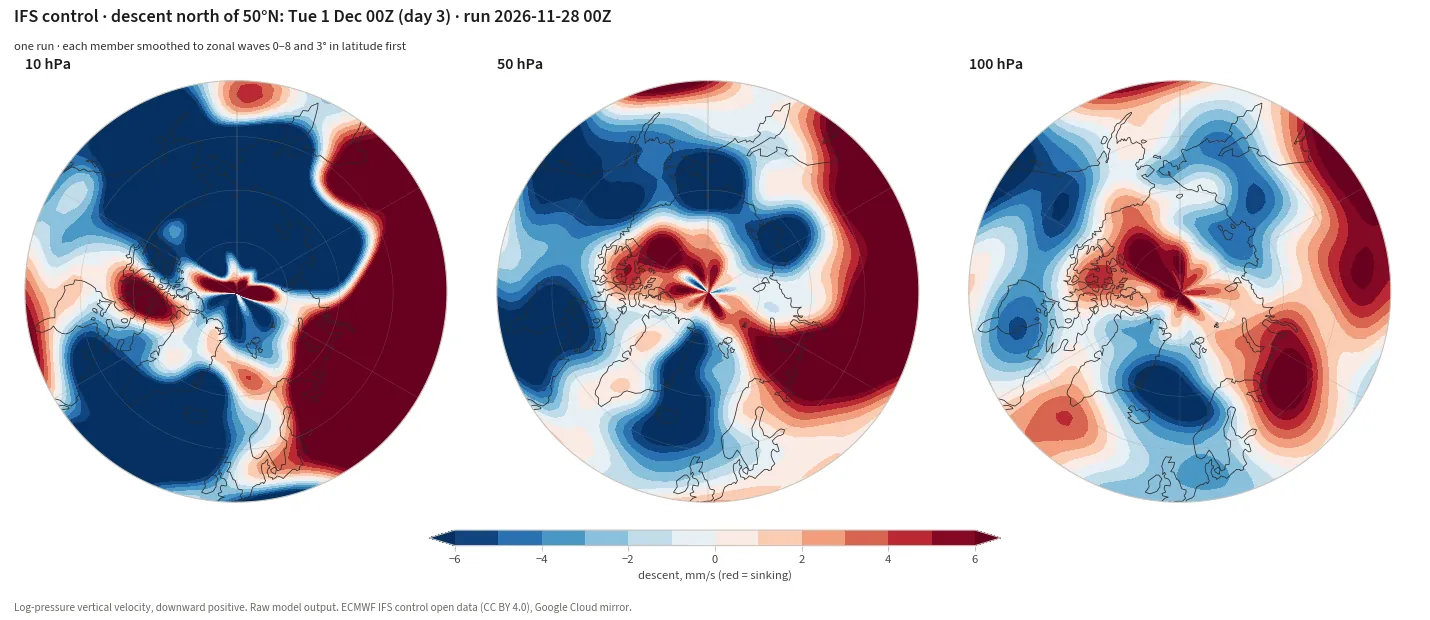 IFS control · descent north of 50°N: Tue 1 Dec 00Z (day 3) · run 2026-11-28 00Z
one run · each member smoothed to zonal waves 0–8 and 3° in latitude first
10 hPa
50 hPa
100 hPa
−6 −4 −2 0 2 4 6
descent, mm/s (red = sinking)
Log-pressure vertical velocity, downward positive. Raw model output. ECMWF IFS control open data (CC BY 4.0), Google Cloud mirror.